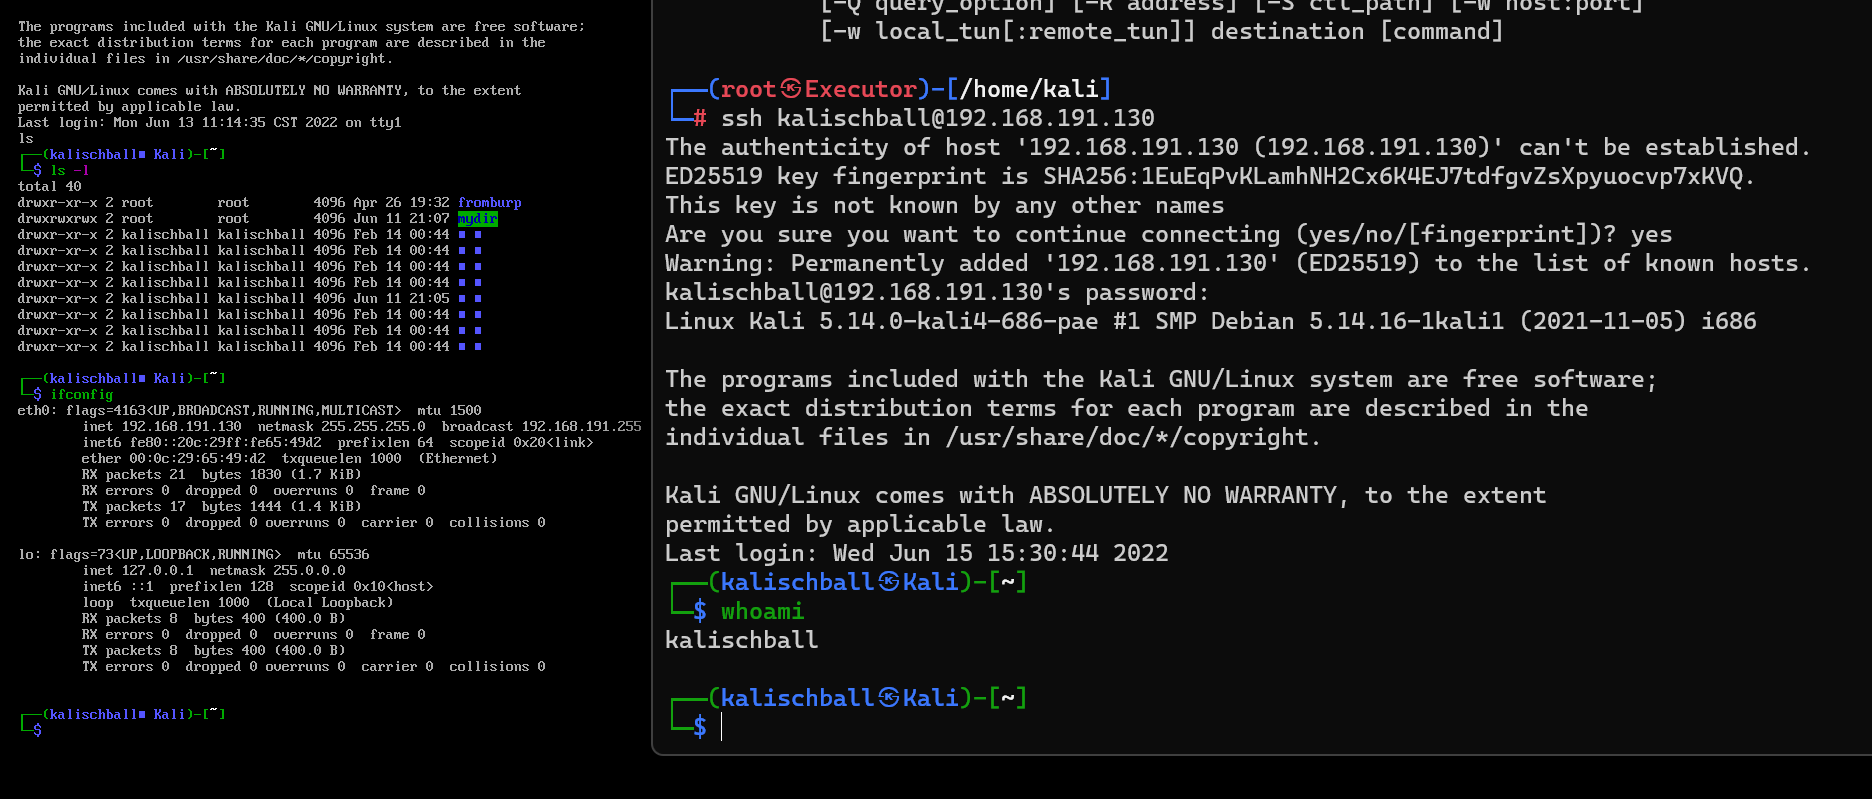 The programs included with the Kali GNU/Linux system are free software;
the exact distribution terms for each program are described in the
individual files in /usr/share/doc/*/copyright.
Kali GNU/Linux comes with ABSOLUTELY NO WARRANTY, to the extent
permitted by applicable law.
Last login: Mon Jun 13 11:14:35 CST 2022 on tty1
ls
┌──(kalischball■ Kali)-[~]
└─$ ls -l
total 40
drwxr-xr-x 2 root        root        4096 Apr 26 19:32 fromburp
drwxrwxrwx 2 root        root        4096 Jun 11 21:07 mydir
drwxr-xr-x 2 kalischball kalischball 4096 Feb 14 00:44 ■ ■
drwxr-xr-x 2 kalischball kalischball 4096 Feb 14 00:44 ■ ■
drwxr-xr-x 2 kalischball kalischball 4096 Feb 14 00:44 ■ ■
drwxr-xr-x 2 kalischball kalischball 4096 Feb 14 00:44 ■ ■
drwxr-xr-x 2 kalischball kalischball 4096 Jun 11 21:05 ■ ■
drwxr-xr-x 2 kalischball kalischball 4096 Feb 14 00:44 ■ ■
drwxr-xr-x 2 kalischball kalischball 4096 Feb 14 00:44 ■ ■
drwxr-xr-x 2 kalischball kalischball 4096 Feb 14 00:44 ■ ■
┌──(kalischball■ Kali)-[~]
└─$ ifconfig
eth0: flags=4163<UP,BROADCAST,RUNNING,MULTICAST>  mtu 1500
inet 192.168.191.130  netmask 255.255.255.0  broadcast 192.168.191.255
inet6 fe80::20c:29ff:fe65:49d2  prefixlen 64  scopeid 0x20<link>
ether 00:0c:29:65:49:d2  txqueuelen 1000  (Ethernet)
RX packets 21  bytes 1830 (1.7 KiB)
RX errors 0  dropped 0  overruns 0  frame 0
TX packets 17  bytes 1444 (1.4 KiB)
TX errors 0  dropped 0 overruns 0  carrier 0  collisions 0
lo: flags=73<UP,LOOPBACK,RUNNING>  mtu 65536
inet 127.0.0.1  netmask 255.0.0.0
inet6 ::1  prefixlen 128  scopeid 0x10<host>
loop  txqueuelen 1000  (Local Loopback)
RX packets 8  bytes 400 (400.0 B)
RX errors 0  dropped 0  overruns 0  frame 0
TX packets 8  bytes 400 (400.0 B)
TX errors 0  dropped 0 overruns 0  carrier 0  collisions 0
┌──(kalischball■ Kali)-[~]
└─$
[-Q query_option] [-R address] [-S ctl_path] [-W host:port]
[-w local_tun[:remote_tun]] destination [command]
┌──(root㉿Executor)-[/home/kali]
└─# ssh kalischball@192.168.191.130
The authenticity of host '192.168.191.130 (192.168.191.130)' can't be established.
ED25519 key fingerprint is SHA256:1EuEqPvKLamhNH2Cx6K4EJ7tdfgvZsXpyuocvp7xKVQ.
This key is not known by any other names
Are you sure you want to continue connecting (yes/no/[fingerprint])? yes
Warning: Permanently added '192.168.191.130' (ED25519) to the list of known hosts.
kalischball@192.168.191.130's password:
Linux Kali 5.14.0-kali4-686-pae #1 SMP Debian 5.14.16-1kali1 (2021-11-05) i686
The programs included with the Kali GNU/Linux system are free software;
the exact distribution terms for each program are described in the
individual files in /usr/share/doc/*/copyright.
Kali GNU/Linux comes with ABSOLUTELY NO WARRANTY, to the extent
permitted by applicable law.
Last login: Wed Jun 15 15:30:44 2022
┌──(kalischball㉿Kali)-[~]
└─$ whoami
kalischball
┌──(kalischball㉿Kali)-[~]
└─$